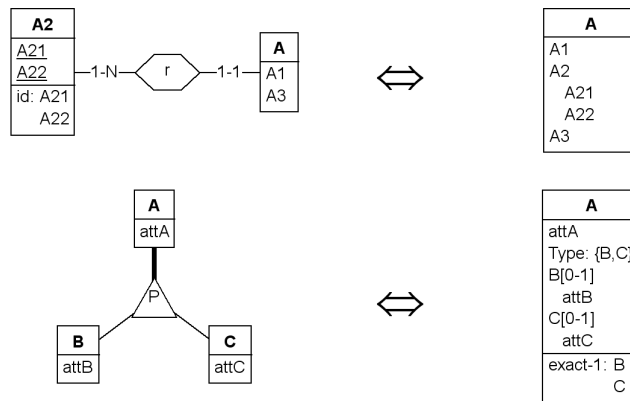 A2
A21
A22
id: A21
A22
1-N
r
1-1
A
A1
A3
A
A1
A2
A21
A22
A3
A
attA
P
B
attB
C
attC
A
attA
Type: {B,C}
B[0-1]
attB
C[0-1]
attC
exact-1: B
C